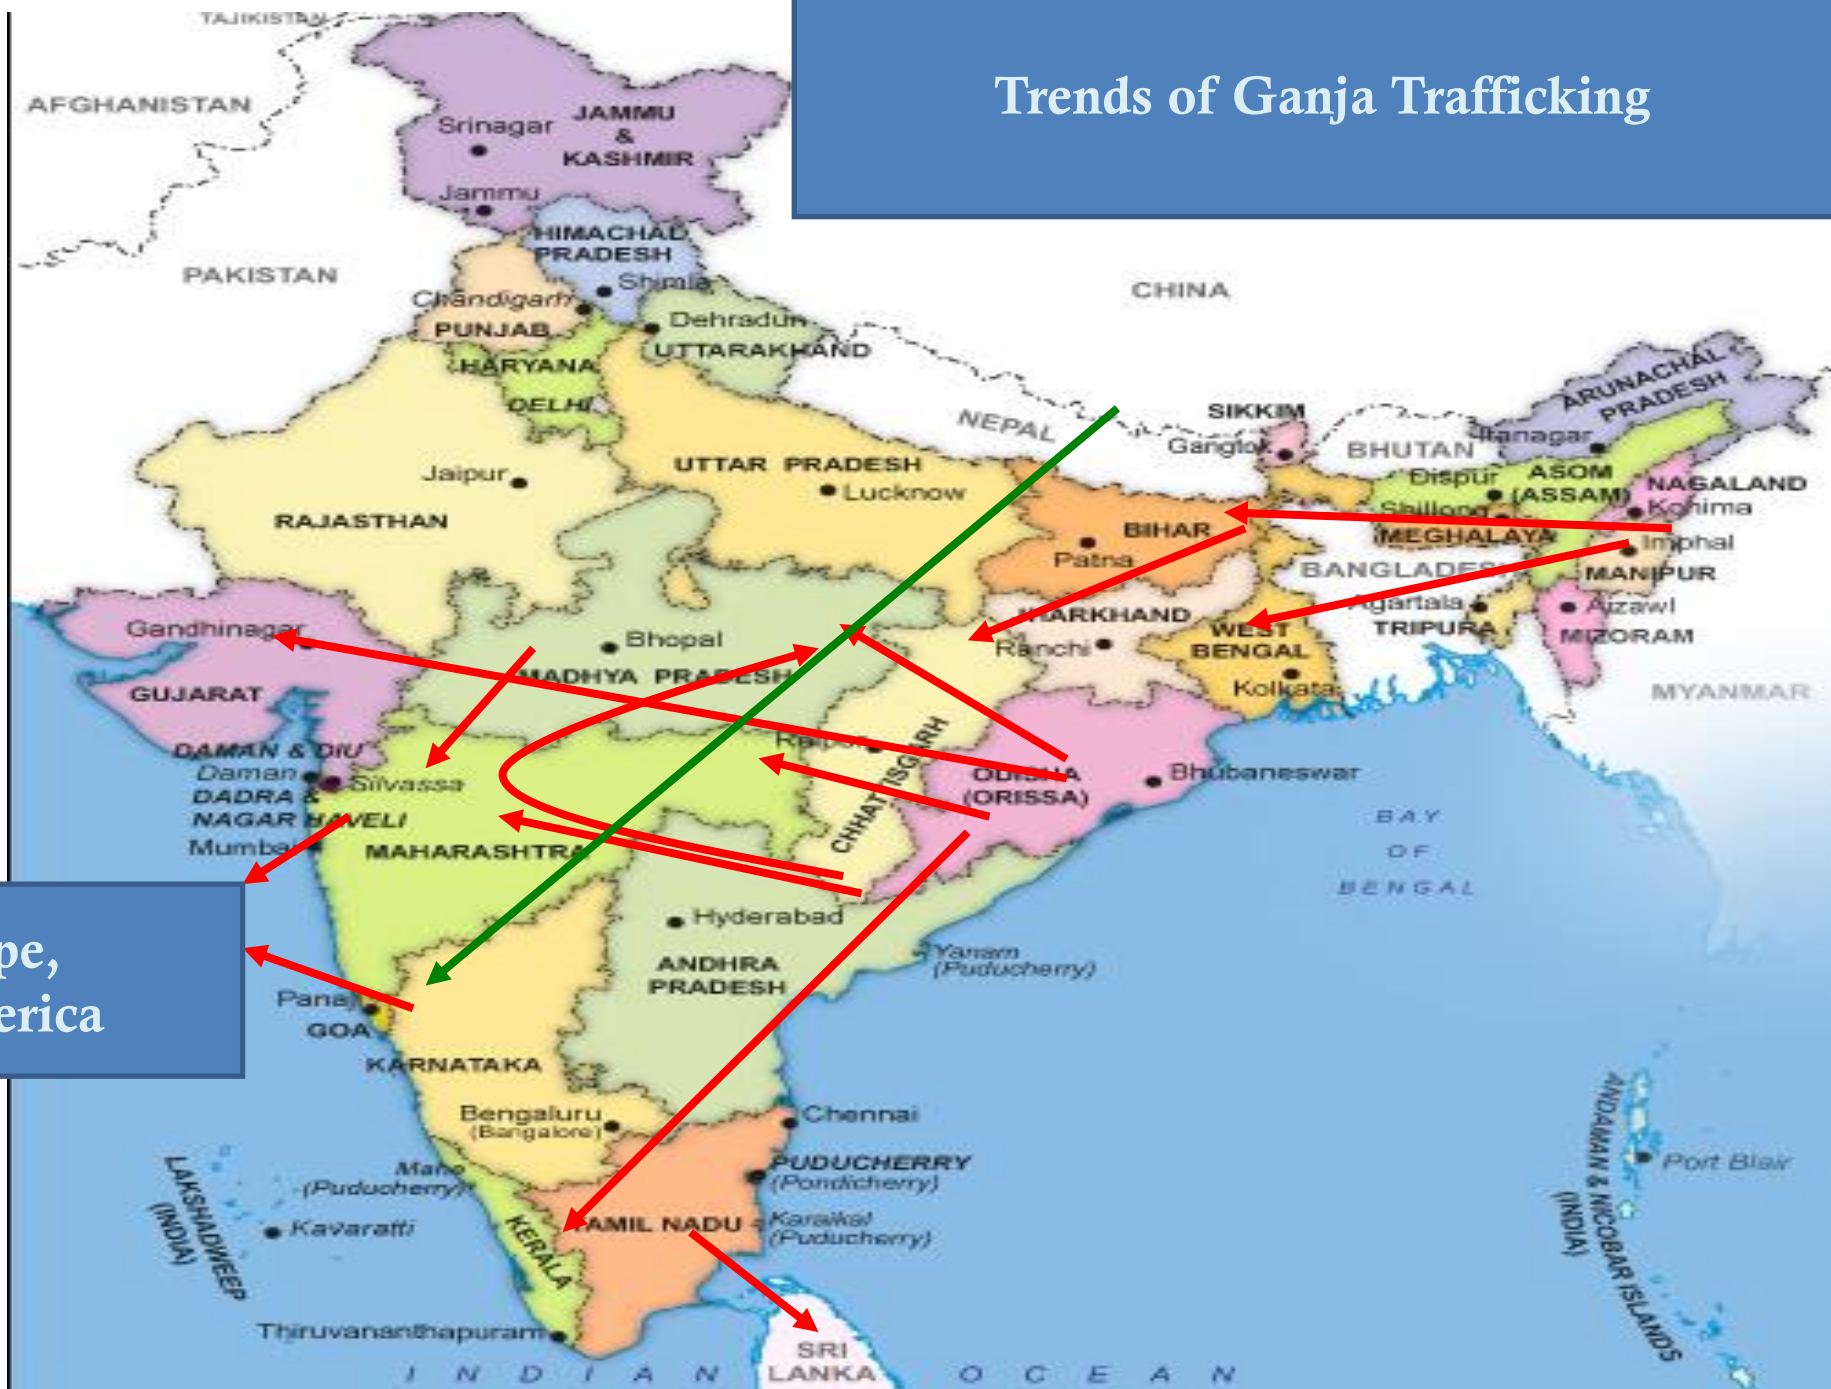 TAJIKISTAN
Trends of Ganja Trafficking
AFGHANISTAN
JAMMU
&
KASHMIR
Srinagar
Jammu
HIMACHAL
PRADESH
PAKISTAN
Shimla
CHINA
Chandigarh
PUNJAB
Dehradun
UTTARAKHAND
HARYANA
DELHI
ARUNACHAL
PRADESH
NEPAL
SIKKIM
Gangtok
BHUTAN
Itanagar
Jaipur
UTTAR PRADESH
Lucknow
Dispur
ASOM
(ASSAM)
NAGALAND
Kohima
RAJASTHAN
BIHAR
Patna
Shillong
MEGHALAYA
Imphal
MANIPUR
BANGLADESH
Gandhinagar
Bhopal
JHARKHAND
Ranchi
WEST
BENGAL
Kolkata
Agartala
TRIPURA
Aizawl
MIZORAM
GUJARAT
MADHYA PRADESH
MYANMAR
DAMAN & DIU
Daman
DADRA &
NAGAR HAVELI
Silvassa
Raipur
CHHATTISGARH
ODISHA
(ORISSA)
Bhubaneswar
Mumbai
MAHARASHTRA
BAY
OF
BENGAL
Hyderabad
pe,
erica
ANDHRA
PRADESH
Yanam
(Puducherry)
Panaji
GOA
KARNATAKA
Bengaluru
(Bangalore)
Chennai
LAKSHADWEEP
(INDIA)
Mahe
(Puducherry)
PUDUCHERRY
(Pondicherry)
ANDAMAN & NICOBAR ISLANDS
(INDIA)
Port Blair
Kavaratti
KERALA
TAMIL NADU
Karaikal
(Puducherry)
Thiruvananthapuram
SRI
LANKA
INDIAN OCEAN